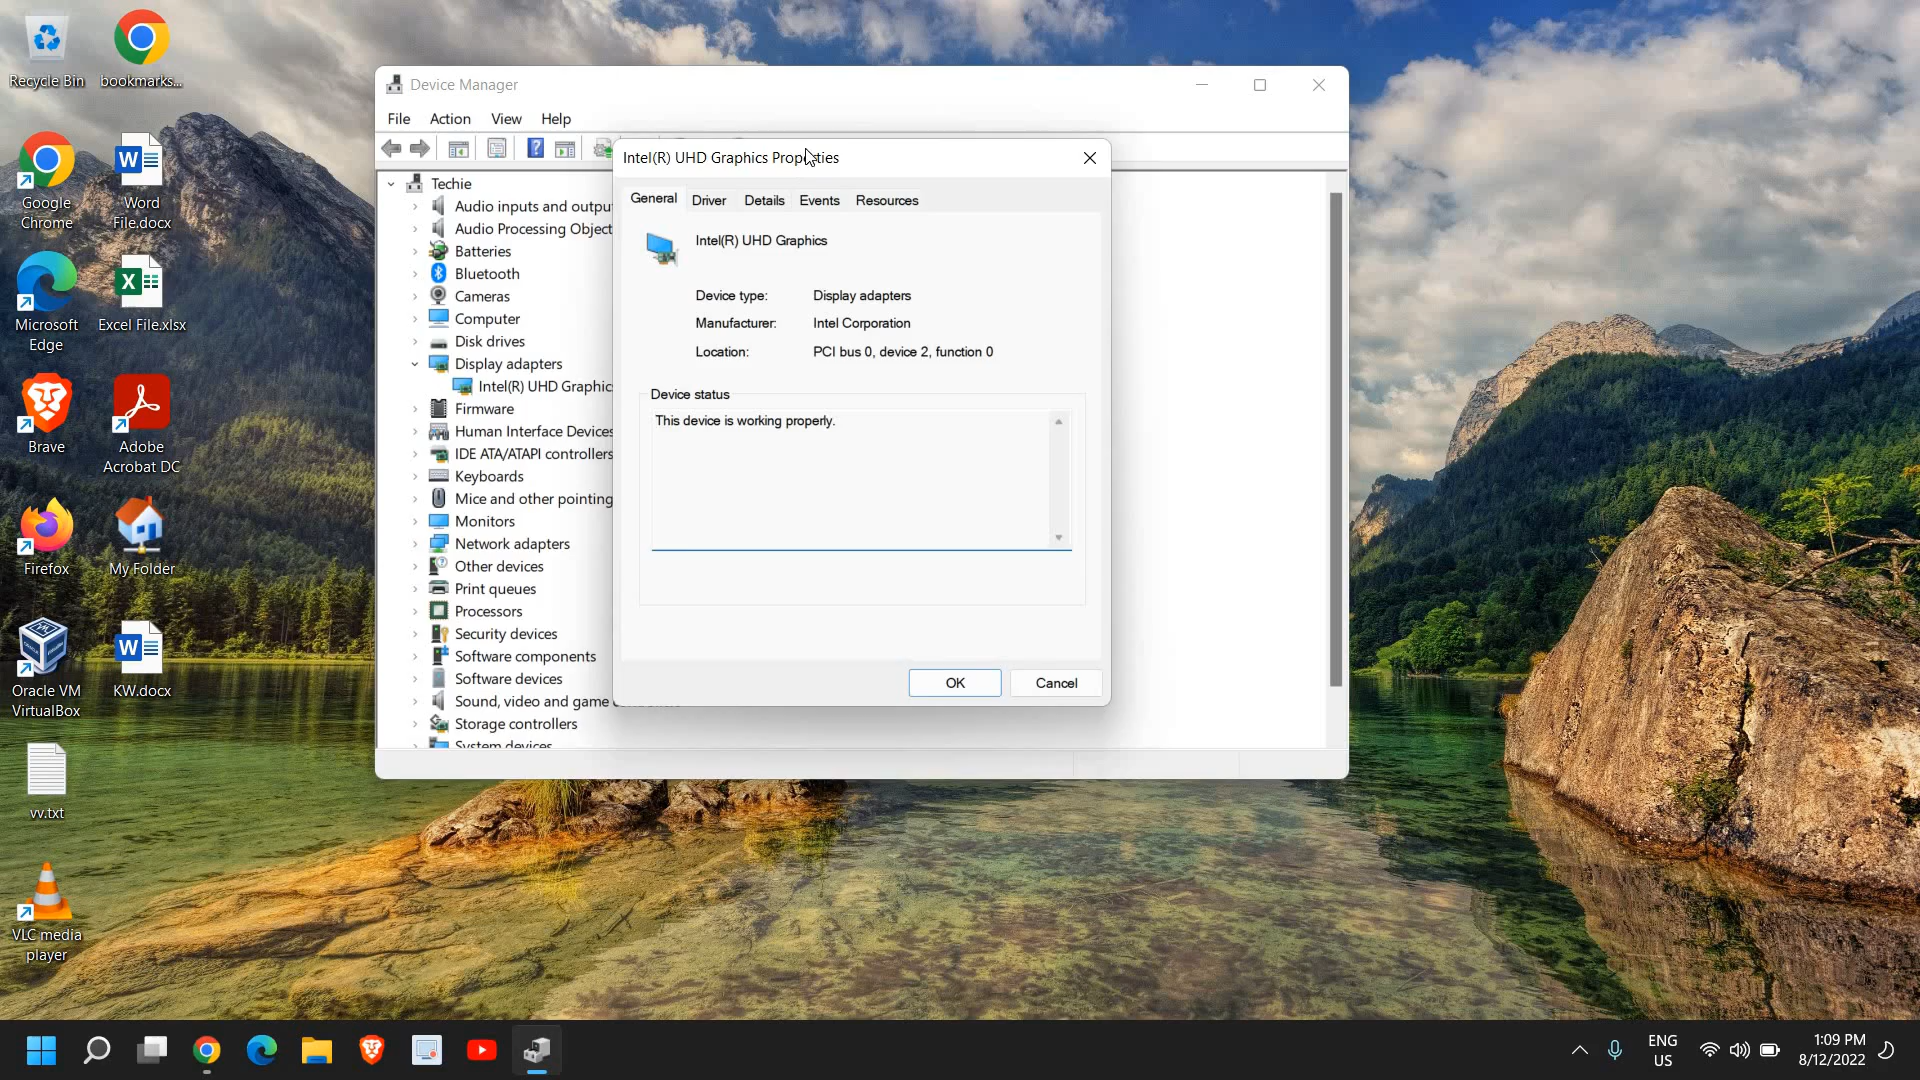 Recycle Bin
bookmarks...
Google
Chrome
Word
File.docx
Microsoft
Edge
Excel File.xlsx
Brave
Adobe
Acrobat DC
Firefox
My Folder
Oracle VM
VirtualBox
KW.docx
vv.txt
VLC media
player
Device Manager
File Action View Help
Techie
Audio inputs and outpu
Audio Processing Object
Batteries
Bluetooth
Cameras
Computer
Disk drives
Display adapters
Intel(R) UHD Graphics
Firmware
Human Interface Devices
IDE ATA/ATAPI controllers
Keyboards
Mice and other pointing
Monitors
Network adapters
Other devices
Print queues
Processors
Security devices
Software components
Software devices
Sound, video and game
Storage controllers
System devices
Intel(R) UHD Graphics Properties
General Driver Details Events Resources
Intel(R) UHD Graphics
Device type: Display adapters
Manufacturer: Intel Corporation
Location: PCI bus 0, device 2, function 0
Device status
This device is working properly.
OK Cancel
ENG
US
1:09 PM
8/12/2022